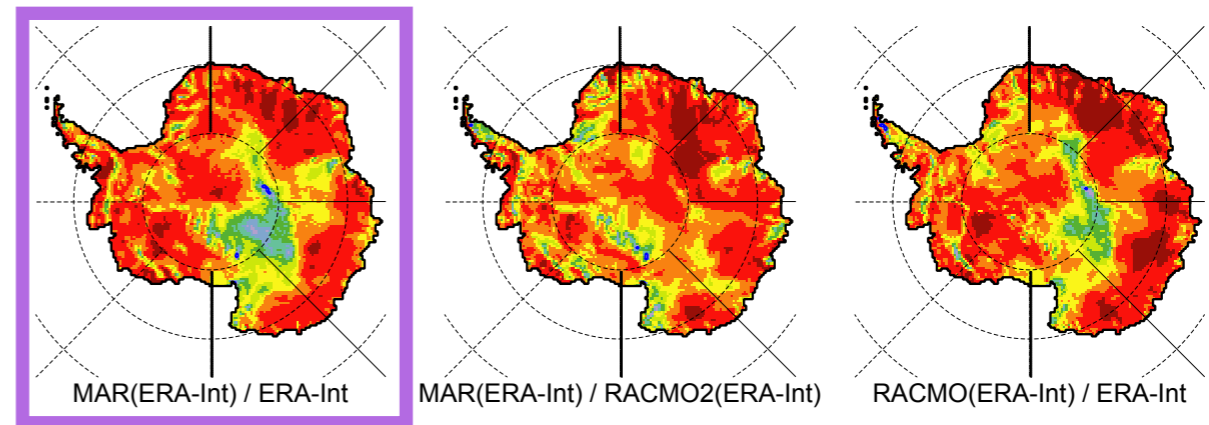 MAR(ERA-Int) / ERA-Int
MAR(ERA-Int) / RACMO2(ERA-Int)
RACMO(ERA-Int) / ERA-Int